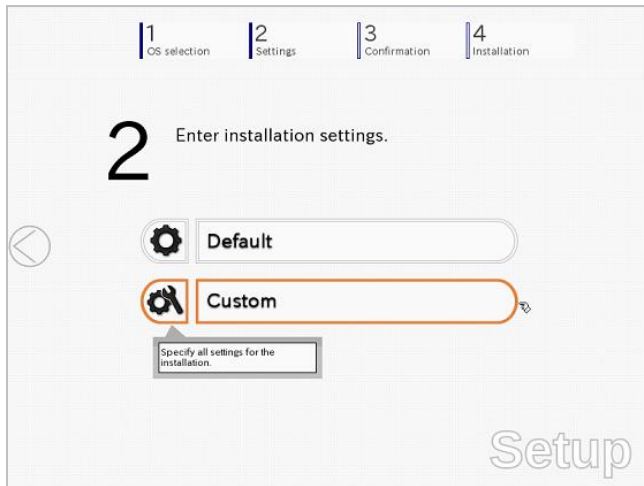 1
OS selection
2
Settings
3
Confirmation
4
Installation
2
Enter installation settings.
Default
Custom
Specify all settings for the
installation.
Setup